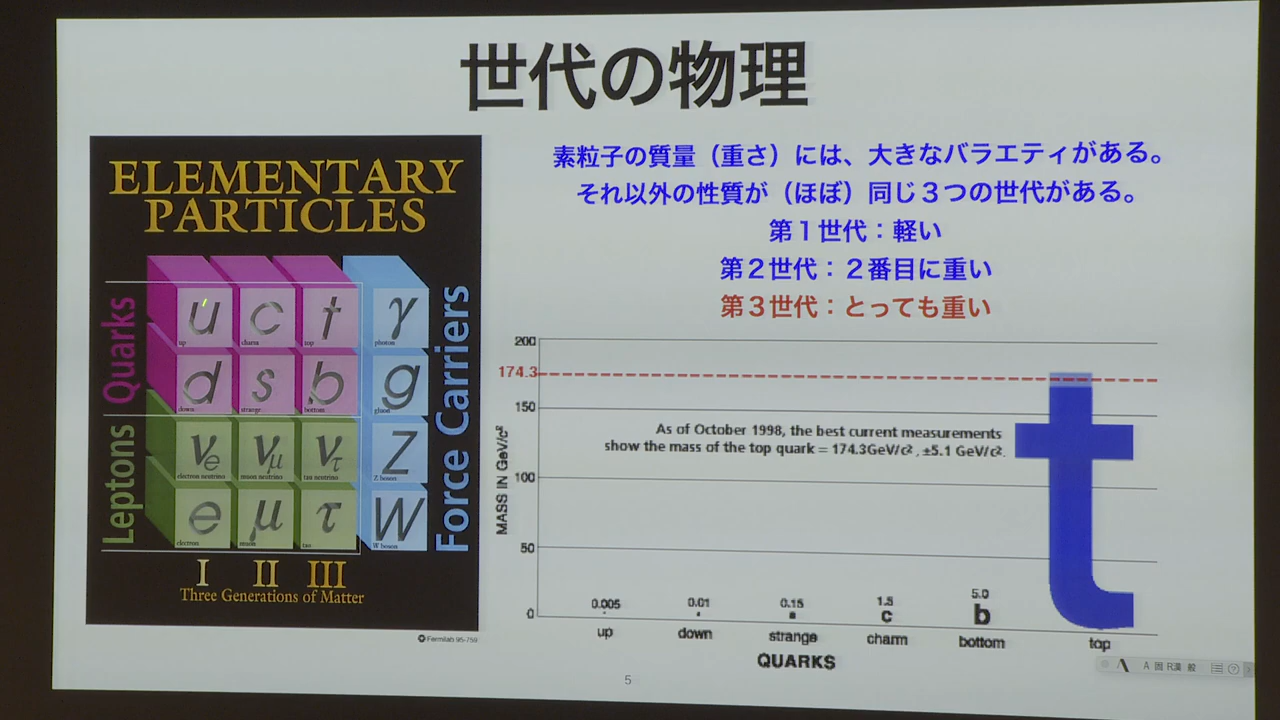 世代の物理
ELEMENTARY
PARTICLES
Quarks
Leptons
Force Carriers
u c t γ
up charm top photon
d s b g
down strange bottom gluon
νe νμ ντ Z
electron neutrino muon neutrino tau neutrino Z boson
e μ τ W
electron muon tau W boson
I II III
Three Generations of Matter
Fermilab 95-759
素粒子の質量（重さ）には、大きなバラエティがある。
それ以外の性質が（ほぼ）同じ３つの世代がある。
第１世代：軽い
第２世代：２番目に重い
第３世代：とっても重い
MASS IN GeV/c²
200
174.3
150
100
50
0
As of October 1998, the best current measurements
show the mass of the top quark = 174.3GeV/c², ±5.1 GeV/c².
0.005 0.01 0.15 1.5 5.0
s c b t
up down strange charm bottom top
QUARKS
5